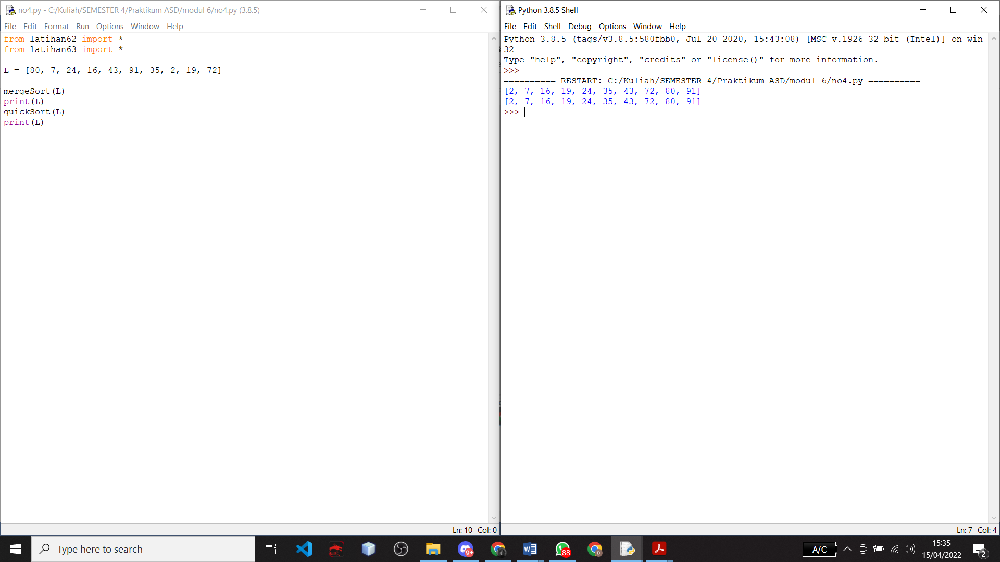 no4.py - C:/Kuliah/SEMESTER 4/Praktikum ASD/modul 6/no4.py (3.8.5)
File Edit Format Run Options Window Help
from latihan62 import *
from latihan63 import *
L = [80, 7, 24, 16, 43, 91, 35, 2, 19, 72]
mergeSort(L)
print(L)
quickSort(L)
print(L)
Ln: 10 Col: 0
Python 3.8.5 Shell
File Edit Shell Debug Options Window Help
Python 3.8.5 (tags/v3.8.5:580fbb0, Jul 20 2020, 15:43:08) [MSC v.1926 32 bit (Intel)] on win
32
Type "help", "copyright", "credits" or "license()" for more information.
>>>
========== RESTART: C:/Kuliah/SEMESTER 4/Praktikum ASD/modul 6/no4.py ==========
[2, 7, 16, 19, 24, 35, 43, 72, 80, 91]
[2, 7, 16, 19, 24, 35, 43, 72, 80, 91]
>>>
Ln: 7 Col: 4
Type here to search
9+
W
88
D
A/C
15:35
15/04/2022
2